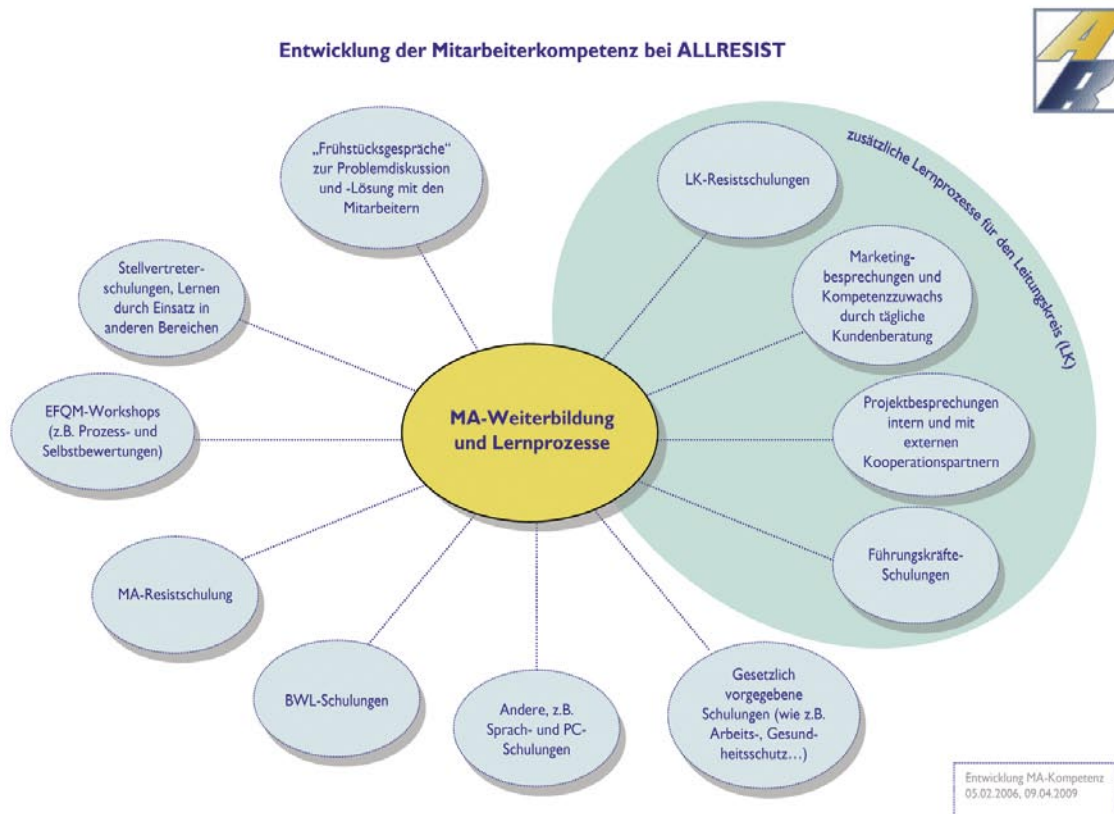 Entwicklung der Mitarbeiterkompetenz bei ALLRESIST
AR
„Frühstücksgespräche“
zur Problemdiskussion
und -Lösung mit den
Mitarbeitern
LK-Resistschulungen
zusätzliche Lernprozesse für den Leitungskreis (LK)
Marketing-
besprechungen und
Kompetenzzuwachs
durch tägliche
Kundenberatung
Stellvertreter-
schulungen, Lernen
durch Einsatz in
anderen Bereichen
MA-Weiterbildung
und Lernprozesse
EFQM-Workshops
(z.B. Prozess- und
Selbstbewertungen)
Projektbesprechungen
intern und mit
externen
Kooperationspartnern
Führungskräfte-
Schulungen
MA-Resistschulung
BWL-Schulungen
Andere, z.B.
Sprach- und PC-
Schulungen
Gesetzlich
vorgegebene
Schulungen (wie z.B.
Arbeits-, Gesund-
heitsschutz…)
Entwicklung MA-Kompetenz
05.02.2006, 09.04.2009